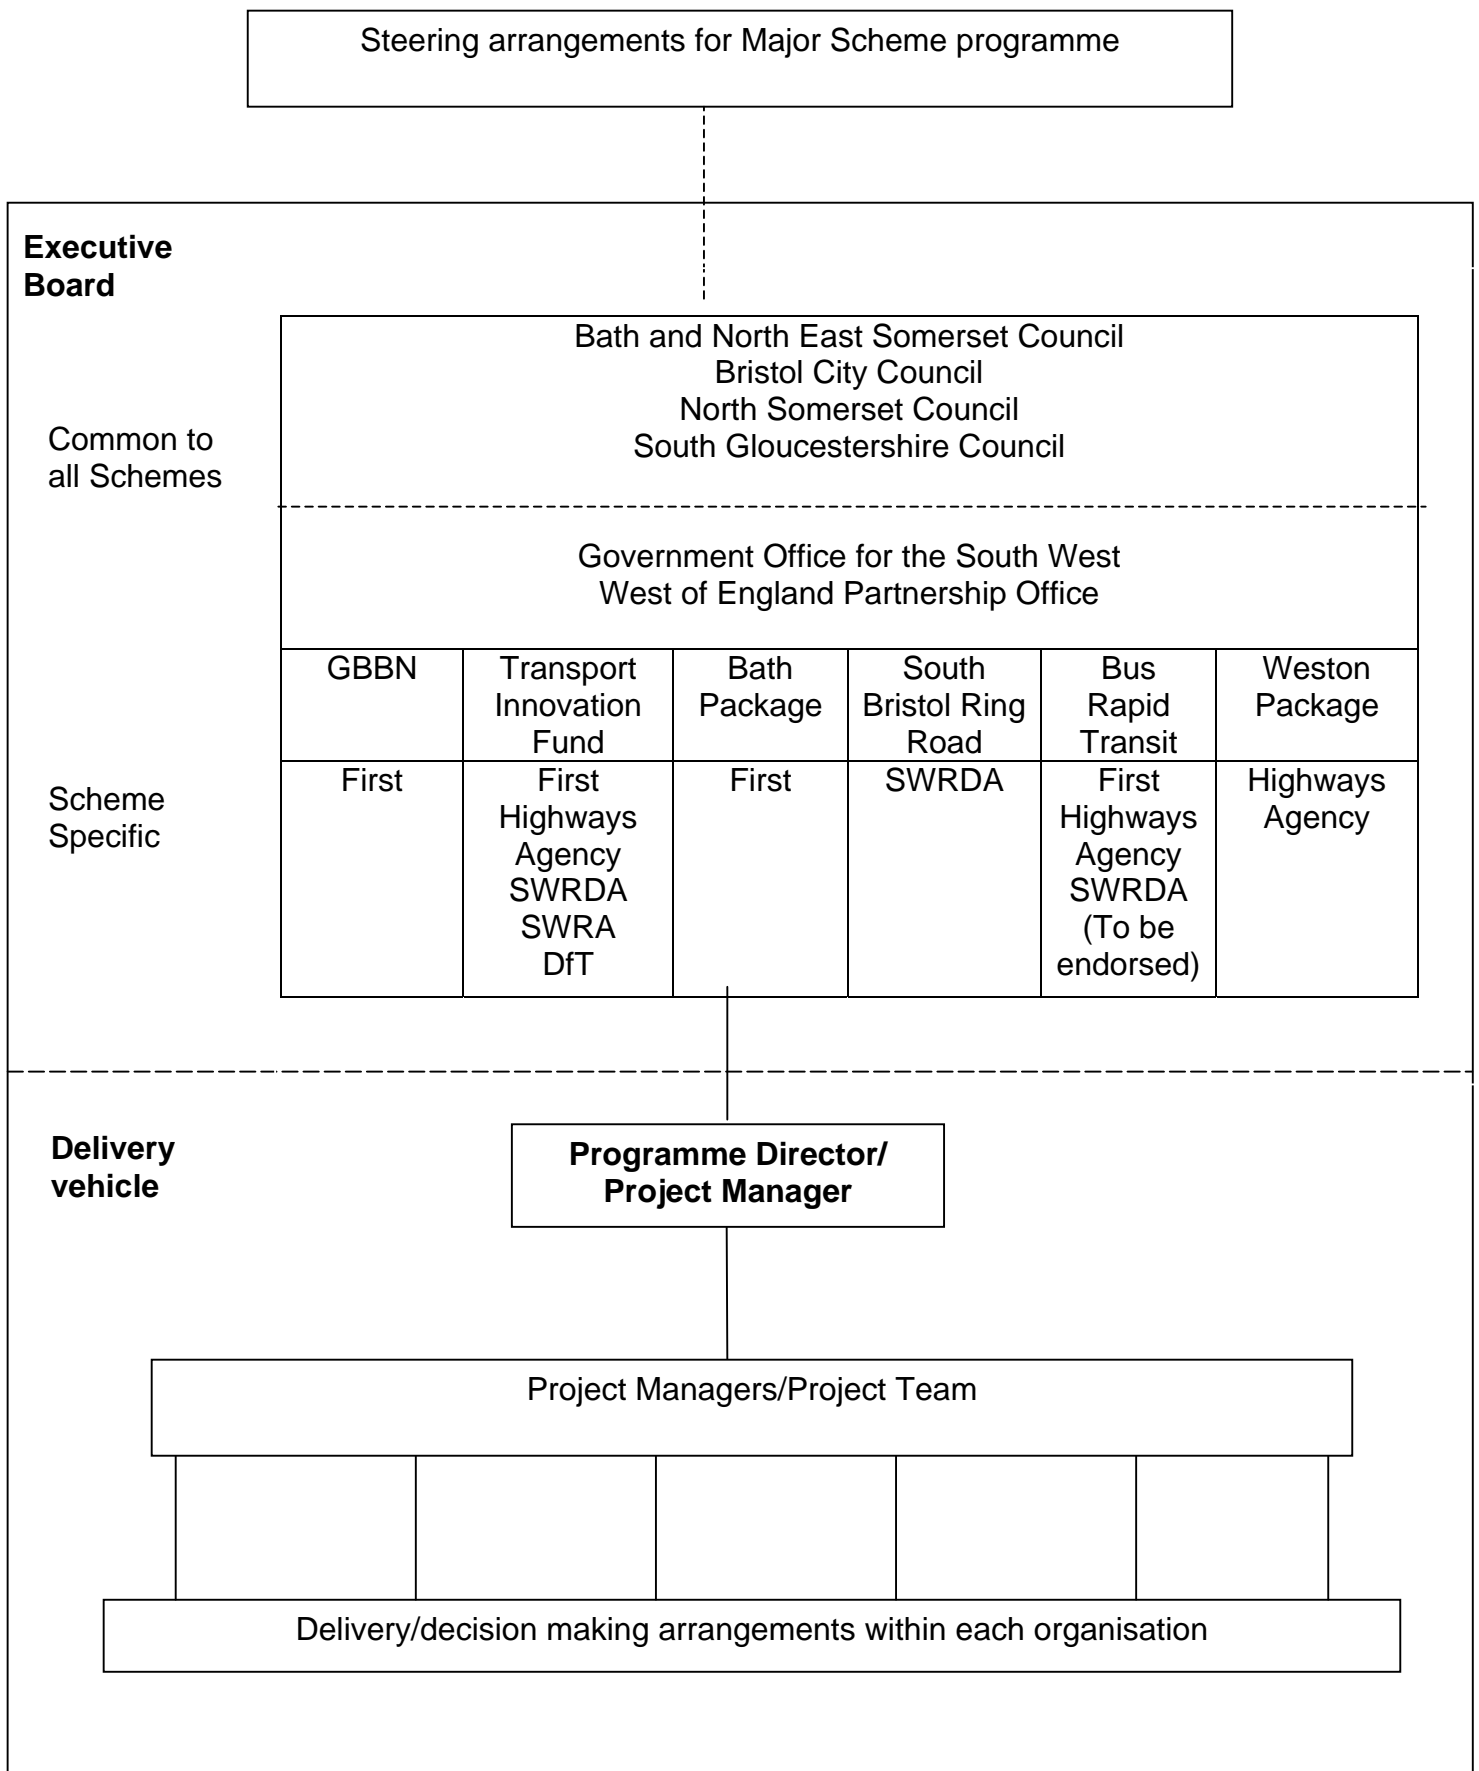 Steering arrangements for Major Scheme programme
Executive
Board
Bath and North East Somerset Council
Bristol City Council
North Somerset Council
South Gloucestershire Council
Common to
all Schemes
Government Office for the South West
West of England Partnership Office
GBBN
Transport
Innovation
Fund
Bath
Package
South
Bristol Ring
Road
Bus
Rapid
Transit
Weston
Package
Scheme
Specific
First
First
Highways
Agency
SWRDA
SWRA
DfT
First
SWRDA
First
Highways
Agency
SWRDA
(To be
endorsed)
Highways
Agency
Delivery
vehicle
Programme Director/
Project Manager
Project Managers/Project Team
Delivery/decision making arrangements within each organisation